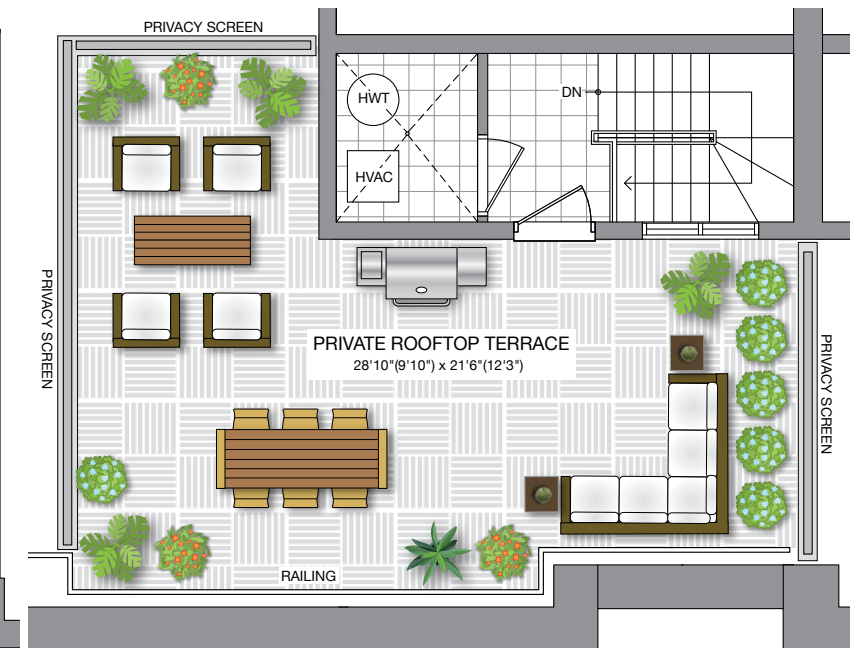 PRIVACY SCREEN
HWT
DN
HVAC
PRIVACY SCREEN
PRIVATE ROOFTOP TERRACE
28'10"(9'10") x 21'6"(12'3")
PRIVACY SCREEN
RAILING